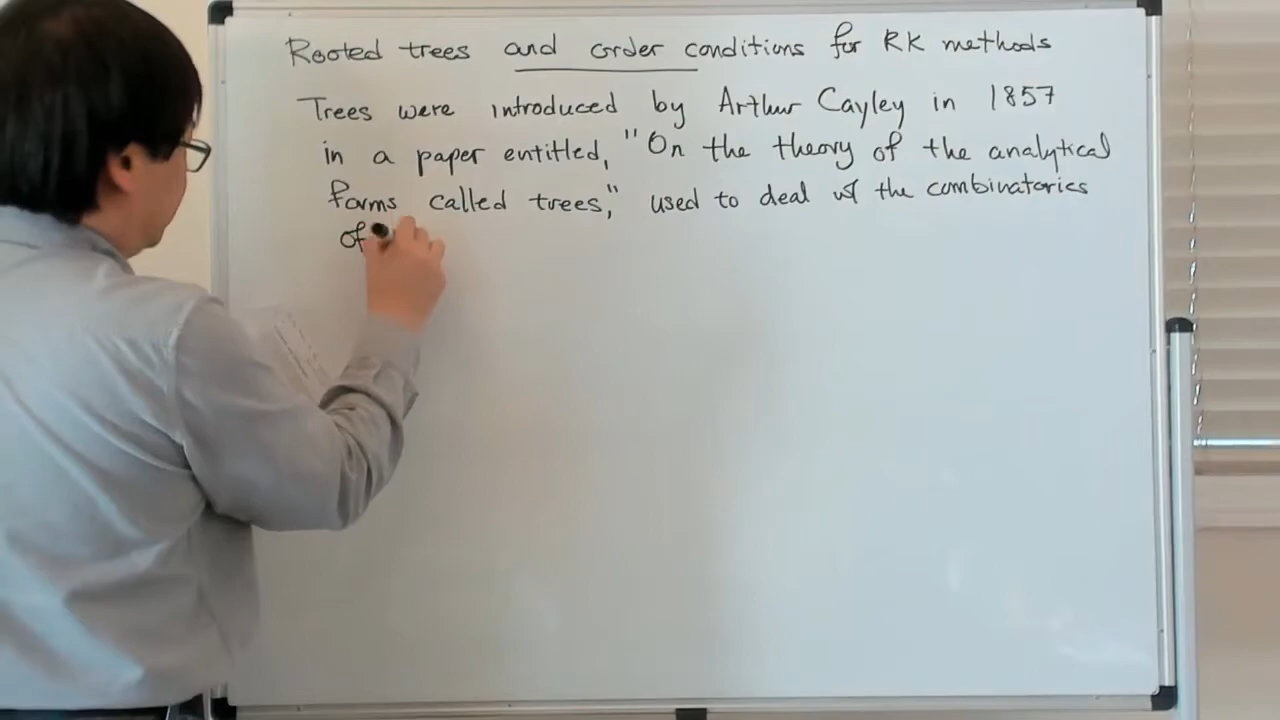 Rooted trees and order conditions for RK methods
Trees were introduced by Arthur Cayley in 1857
in a paper entitled, "On the theory of the analytical
forms called trees," used to deal w/ the combinatorics
of